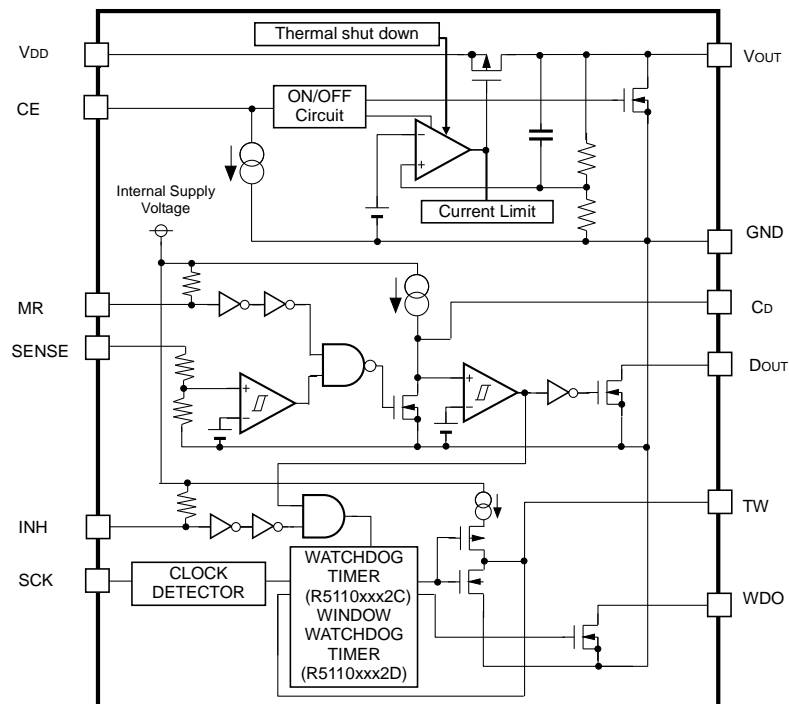 Thermal shut down
VDD
VOUT
CE
ON/OFF
Circuit
−
+
Internal Supply
Voltage
Current Limit
GND
MR
CD
SENSE
DOUT
+
−
+
−
INH
TW
SCK
CLOCK
DETECTOR
WATCHDOG
TIMER
(R5110xxx2C)
WINDOW
WATCHDOG
TIMER
(R5110xxx2D)
WDO